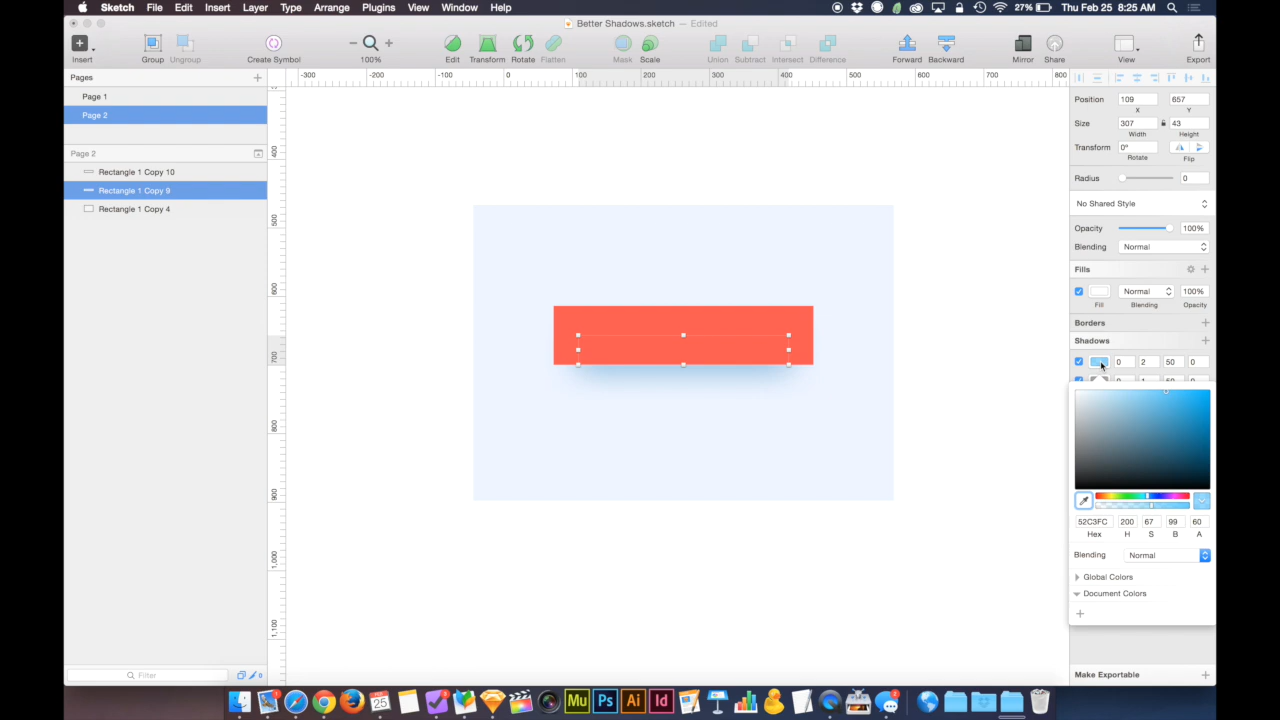 Sketch File Edit Insert Layer Type Arrange Plugins View Window Help 27% Thu Feb 25 8:25 AM
Better Shadows.sketch — Edited
Insert Group Ungroup Create Symbol 100% Edit Transform Rotate Flatten Mask Scale Union Subtract Intersect Difference Forward Backward Mirror Share View Export
Pages
-300 -200 -100 0 100 200 300 400 500 600 700 800
Page 1
Page 2
Page 2
Rectangle 1 Copy 10
Rectangle 1 Copy 9
Rectangle 1 Copy 4
400
500
600
700
800
900
1,000
1,100
Filter
0
Position 109 657
X Y
Size 307 43
Width Height
Transform 0°
Rotate Flip
Radius 0
No Shared Style
Opacity 100%
Blending Normal
Fills
Normal 100%
Fill Blending Opacity
Borders
Shadows
0 2 50 0
52C3FC 200 67 99 60
Hex H S B A
Blending Normal
Global Colors
Document Colors
Make Exportable
FEB
25
Mu Ps Ai Id